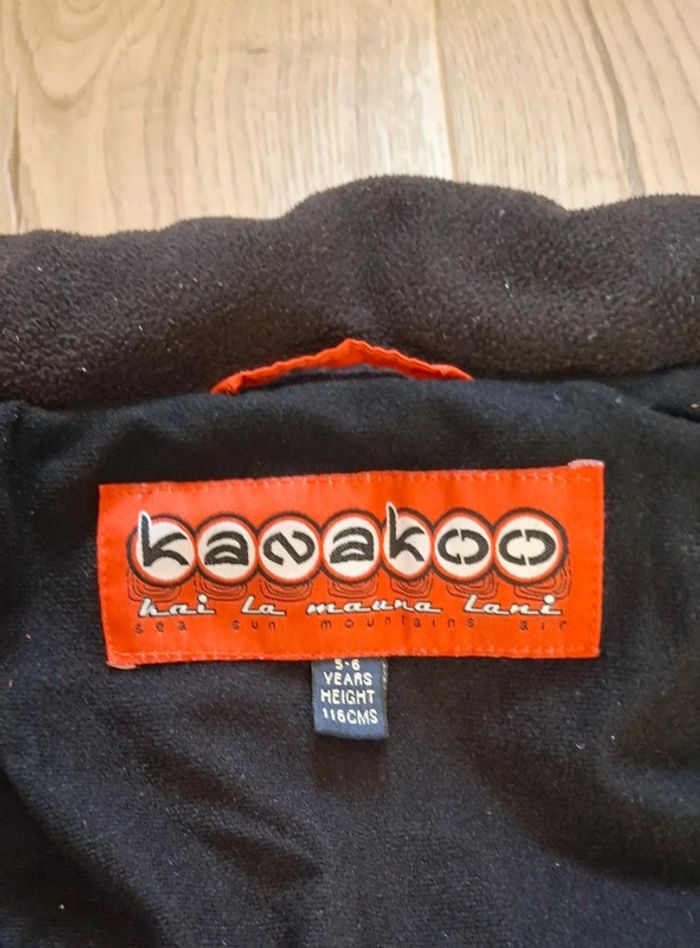 kanakoo
kai la mauna lani
sea sun mountains air
5-6
YEARS
HEIGHT
116CMS